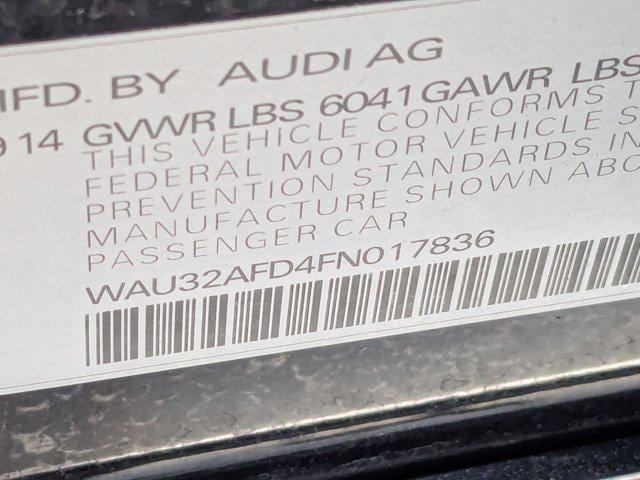 MFD. BY AUDI AG
914 GVWR LBS 6041 GAWR LBS
THIS VEHICLE CONFORMS T
FEDERAL MOTOR VEHICLE S
PREVENTION STANDARDS IN
MANUFACTURE SHOWN ABO
PASSENGER CAR
WAU32AFD4FN017836